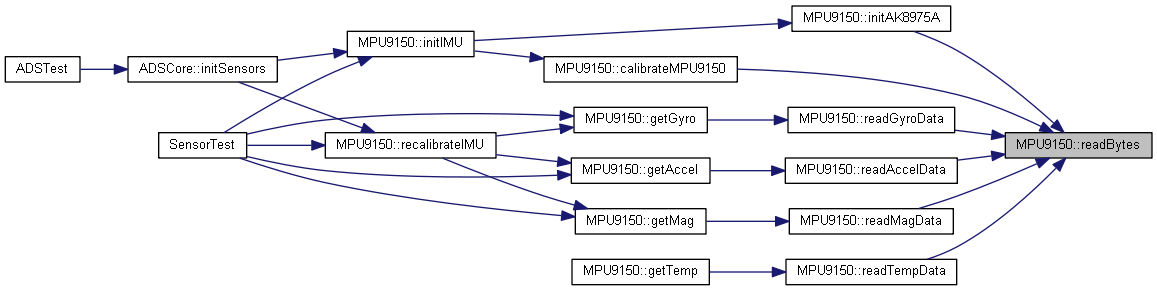 MPU9150::initAK8975A
MPU9150::initIMU
ADSTest
ADSCore::initSensors
MPU9150::calibrateMPU9150
MPU9150::getGyro
MPU9150::readGyroData
SensorTest
MPU9150::recalibrateIMU
MPU9150::readBytes
MPU9150::getAccel
MPU9150::readAccelData
MPU9150::getMag
MPU9150::readMagData
MPU9150::getTemp
MPU9150::readTempData